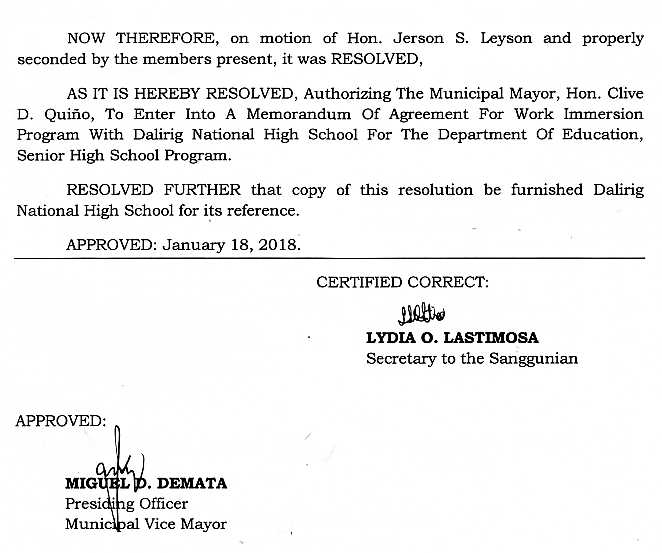 NOW THEREFORE, on motion of Hon. Jerson S. Leyson and properly
seconded by the members present, it was RESOLVED,
AS IT IS HEREBY RESOLVED, Authorizing The Municipal Mayor, Hon. Clive
D. Quiño, To Enter Into A Memorandum Of Agreement For Work Immersion
Program With Dalirig National High School For The Department Of Education,
Senior High School Program.
RESOLVED FURTHER that copy of this resolution be furnished Dalirig
National High School for its reference.
APPROVED: January 18, 2018.
CERTIFIED CORRECT:
LYDIA O. LASTIMOSA
Secretary to the Sanggunian
APPROVED:
MIGUEL D. DEMATA
Presiding Officer
Municipal Vice Mayor